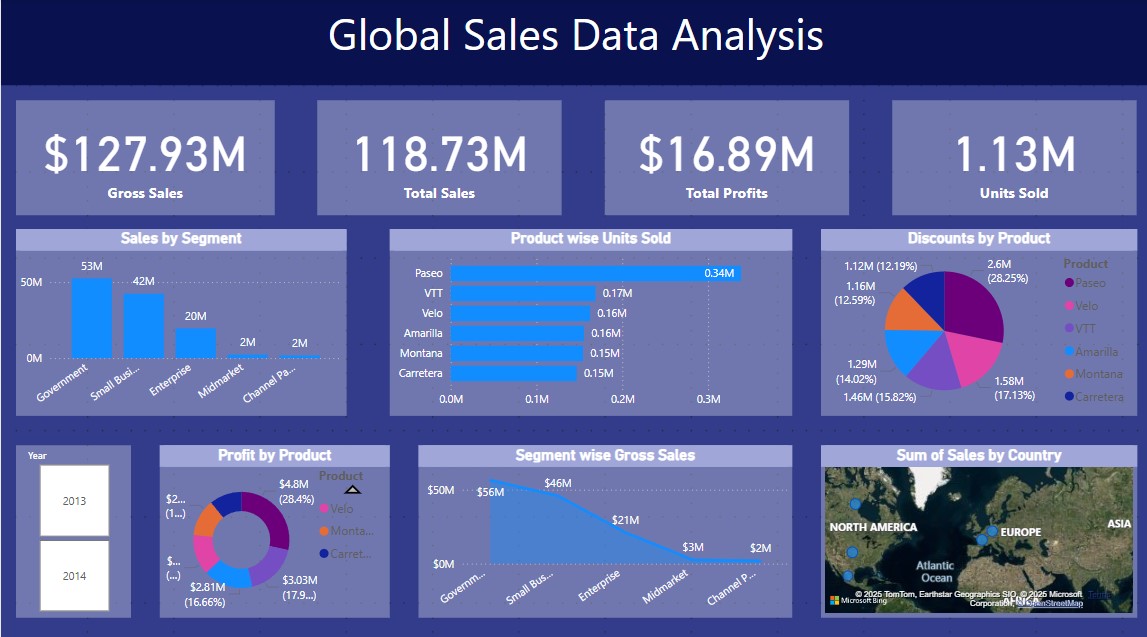 Global Sales Data Analysis
$127.93M
Gross Sales
118.73M
Total Sales
$16.89M
Total Profits
1.13M
Units Sold
Sales by Segment
53M
50M
42M
20M
2M
2M
0M
Government
Small Busi...
Enterprise
Midmarket
Channel Pa...
Product wise Units Sold
Paseo
0.34M
VTT
0.17M
Velo
0.16M
Amarilla
0.16M
Montana
0.15M
Carretera
0.15M
0.0M
0.1M
0.2M
0.3M
Discounts by Product
1.12M (12.19%)
2.6M
(28.25%)
1.16M
(12.59%)
1.29M
(14.02%)
1.46M (15.82%)
1.58M
(17.13%)
Product
Paseo
Velo
VTT
Amarilla
Montana
Carretera
Year
2013
2014
Profit by Product
$4.8M
(28.4%)
$2...
(1...)
$...
(...)
$2.81M
(16.66%)
$3.03M
(17.9...)
Product
Velo
Monta...
Carret...
Segment wise Gross Sales
$50M
$56M
$46M
$21M
$3M
$2M
$0M
Governm...
Small Bus...
Enterprise
Midmarket
Channel P...
Sum of Sales by Country
NORTH AMERICA
EUROPE
ASIA
Atlantic
Ocean
AFRICA
© 2025 TomTom, Earthstar Geographics SIO, © 2025 Microsoft
Corporation, © OpenStreetMap
Terms
Microsoft Bing